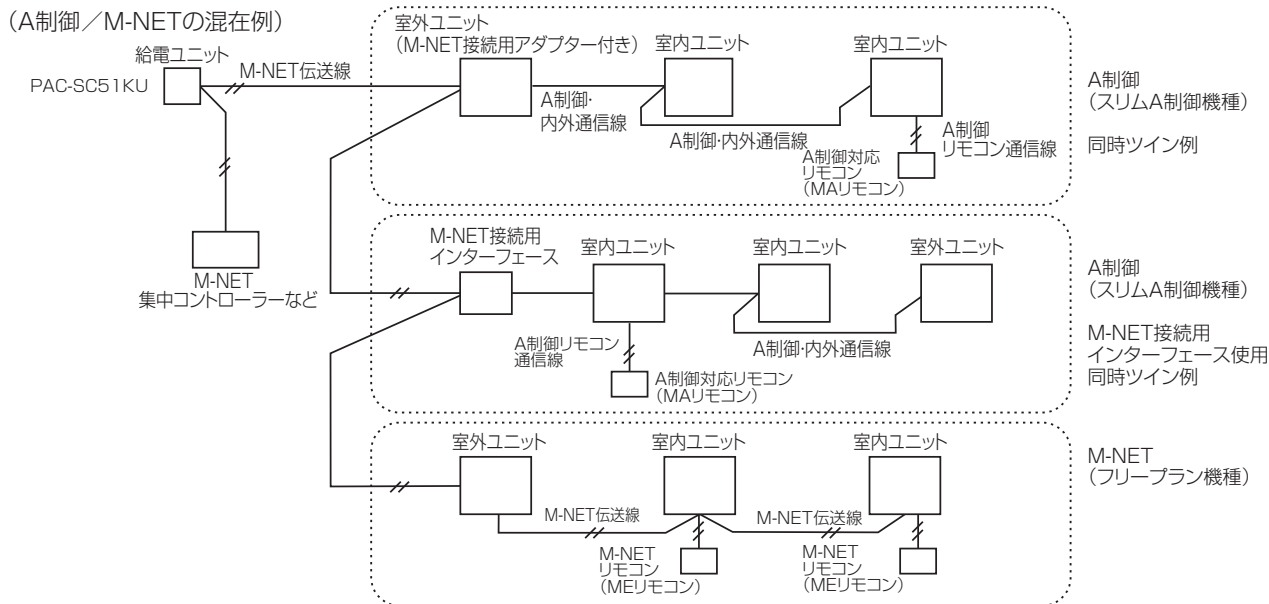 （A制御／M-NETの混在例）
給電ユニット
PAC-SC51KU
M-NET伝送線
M-NET
集中コントローラーなど
室外ユニット
（M-NET接続用アダプター付き）
室内ユニット
室内ユニット
A制御・
内外通信線
A制御・内外通信線
A制御
リモコン通信線
A制御対応
リモコン
（MAリモコン）
A制御
（スリムA制御機種）
同時ツイン例
M-NET接続用
インターフェース
室内ユニット
室内ユニット
室外ユニット
A制御リモコン
通信線
A制御・内外通信線
A制御対応リモコン
（MAリモコン）
A制御
（スリムA制御機種）
M-NET接続用
インターフェース使用
同時ツイン例
室外ユニット
室内ユニット
室内ユニット
M-NET伝送線
M-NET伝送線
M-NET
リモコン
（MEリモコン）
M-NET
リモコン
（MEリモコン）
M-NET
（フリープラン機種）